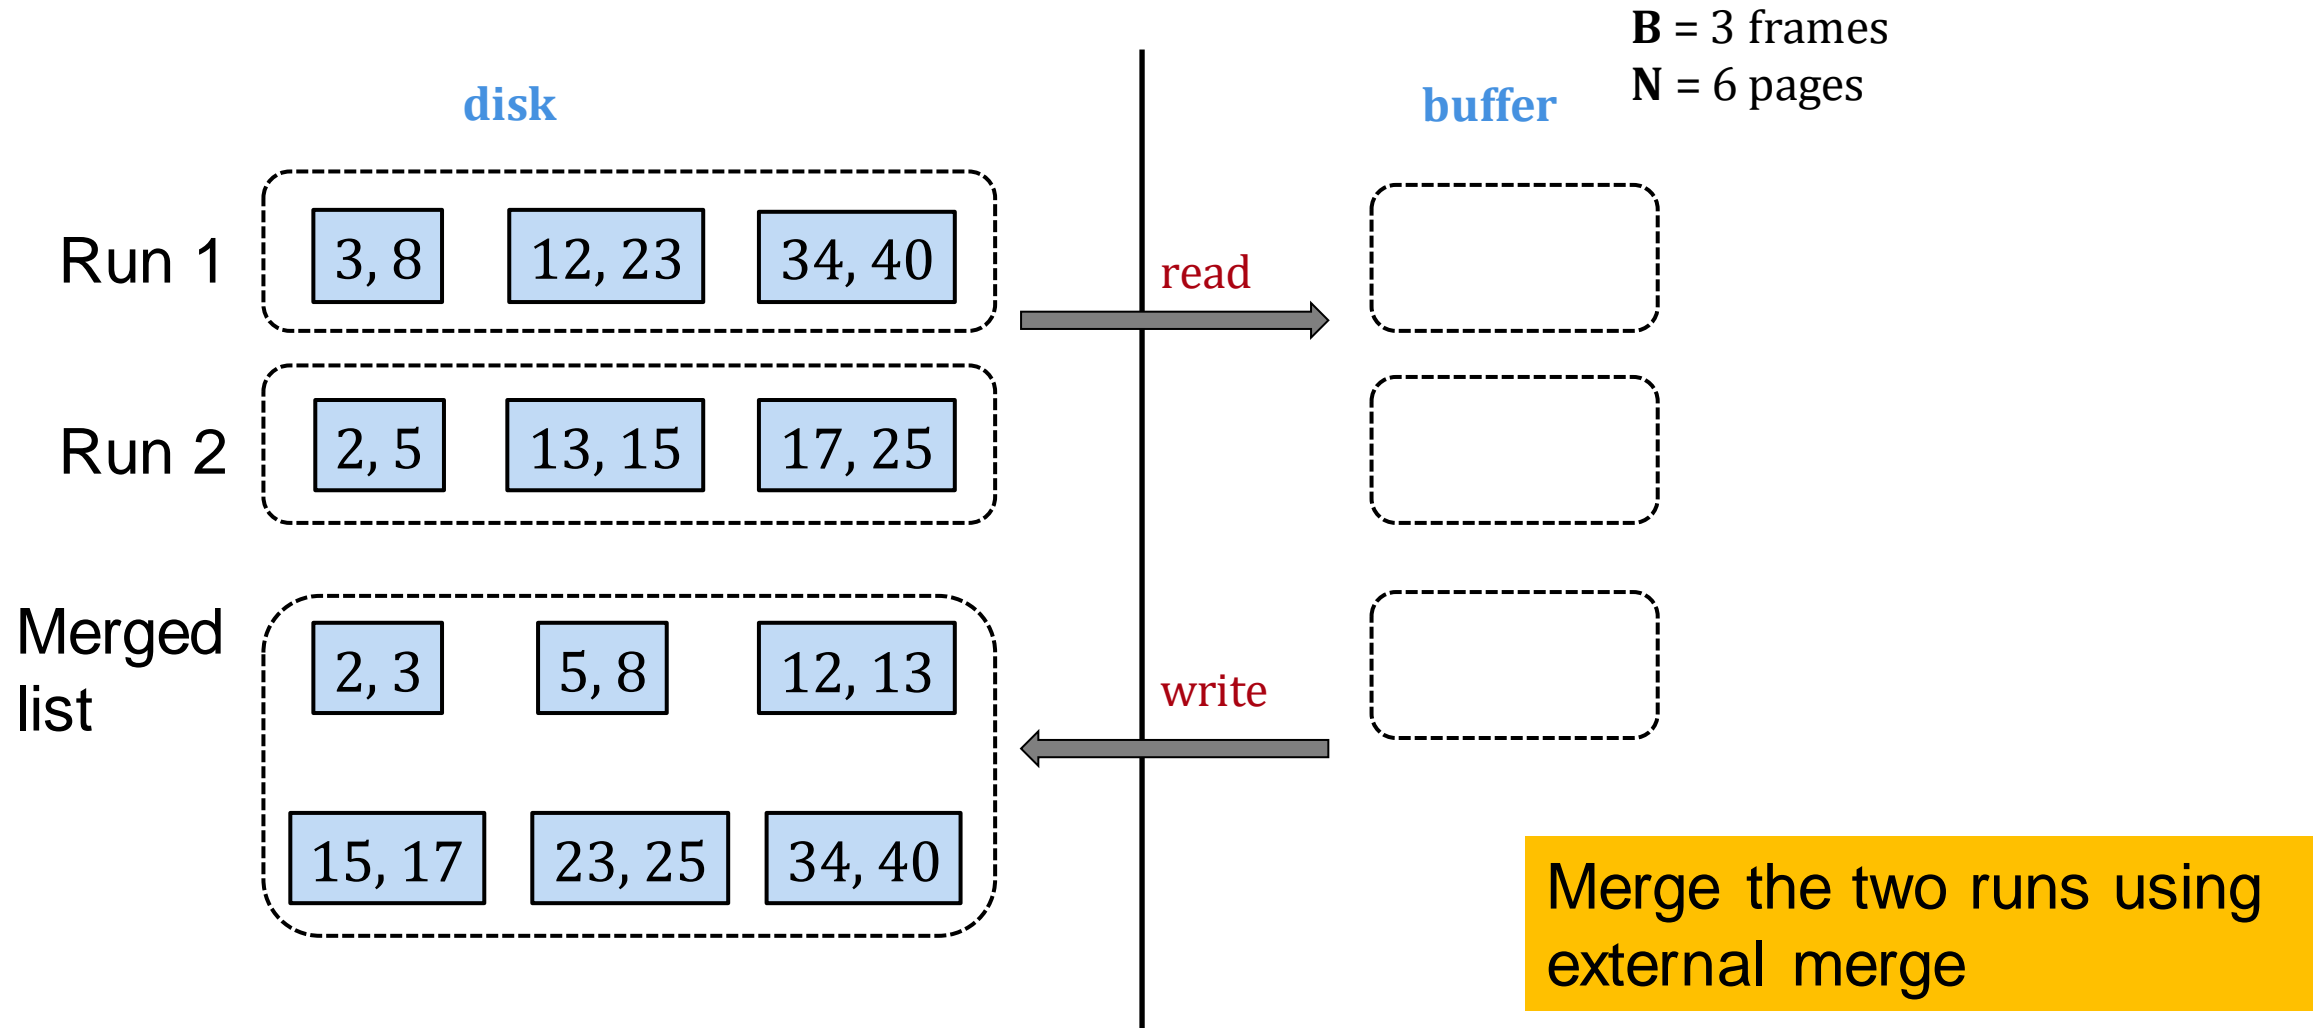 B = 3 frames
N = 6 pages
disk
buffer
Run 1
3, 8
12, 23
34, 40
read
Run 2
2, 5
13, 15
17, 25
Merged
list
2, 3
5, 8
12, 13
write
15, 17
23, 25
34, 40
Merge the two runs using
external merge